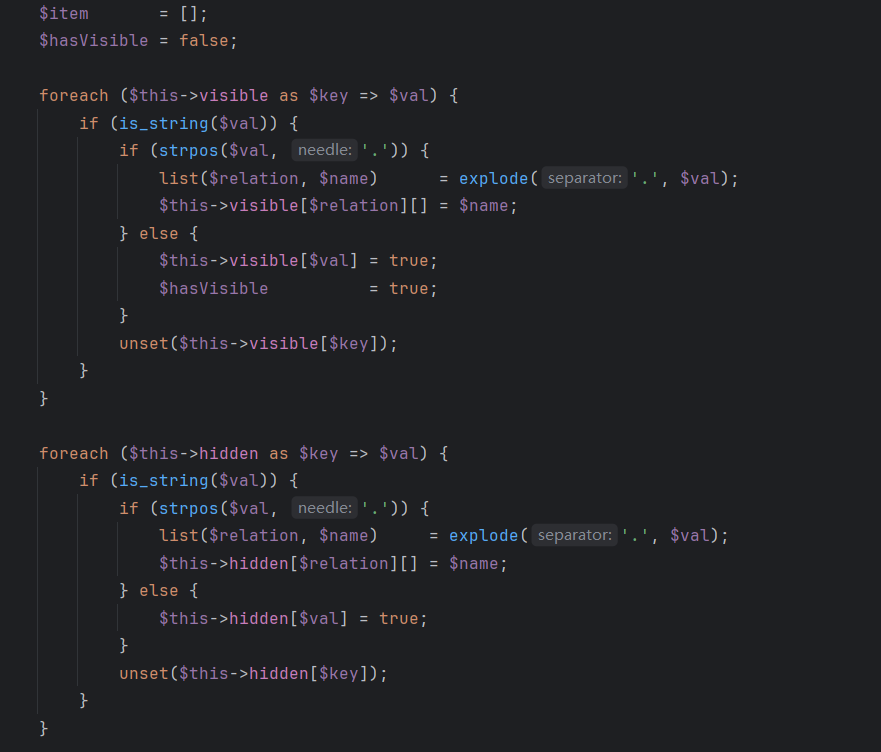 $item       = [];
$hasVisible = false;

foreach ($this->visible as $key => $val) {
    if (is_string($val)) {
        if (strpos($val, needle: '.')) {
            list($relation, $name)      = explode(separator: '.', $val);
            $this->visible[$relation][] = $name;
        } else {
            $this->visible[$val] = true;
            $hasVisible          = true;
        }
        unset($this->visible[$key]);
    }
}

foreach ($this->hidden as $key => $val) {
    if (is_string($val)) {
        if (strpos($val, needle: '.')) {
            list($relation, $name)     = explode(separator: '.', $val);
            $this->hidden[$relation][] = $name;
        } else {
            $this->hidden[$val] = true;
        }
        unset($this->hidden[$key]);
    }
}